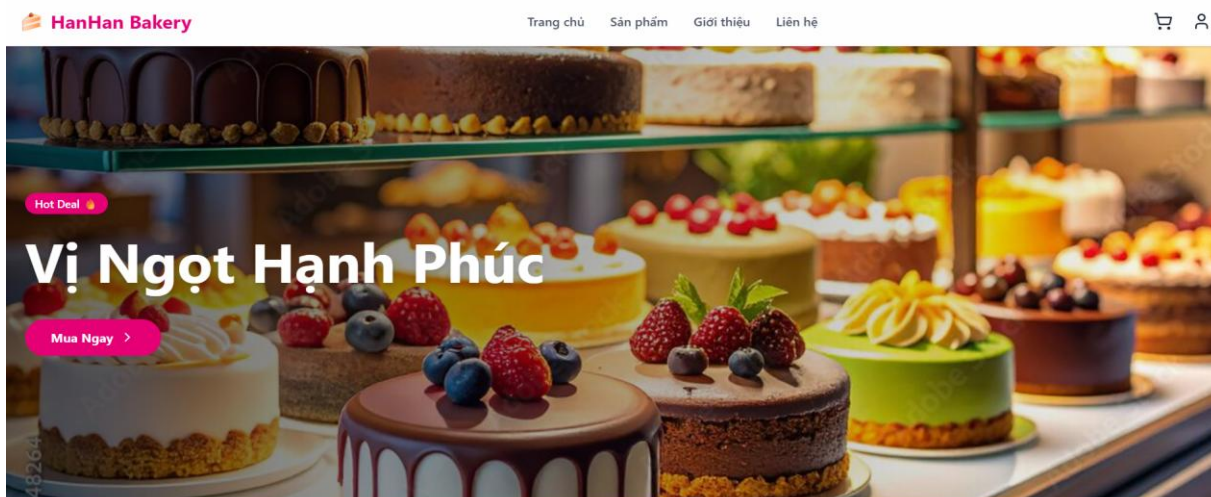 HanHan Bakery
Trang chủ Sản phẩm Giới thiệu Liên hệ
Hot Deal 🔥
Vị Ngọt Hạnh Phúc
Mua Ngay >